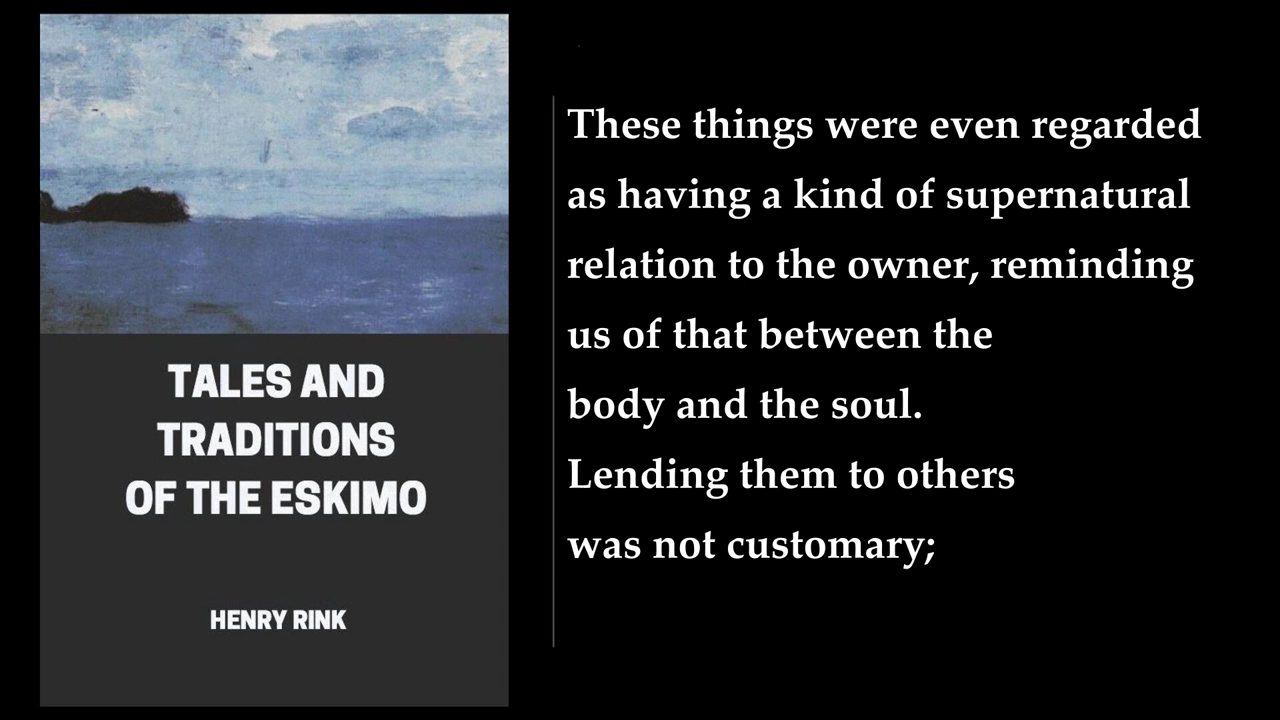 TALES AND
TRADITIONS
OF THE ESKIMO
HENRY RINK
These things were even regarded
as having a kind of supernatural
relation to the owner, reminding
us of that between the
body and the soul.
Lending them to others
was not customary;